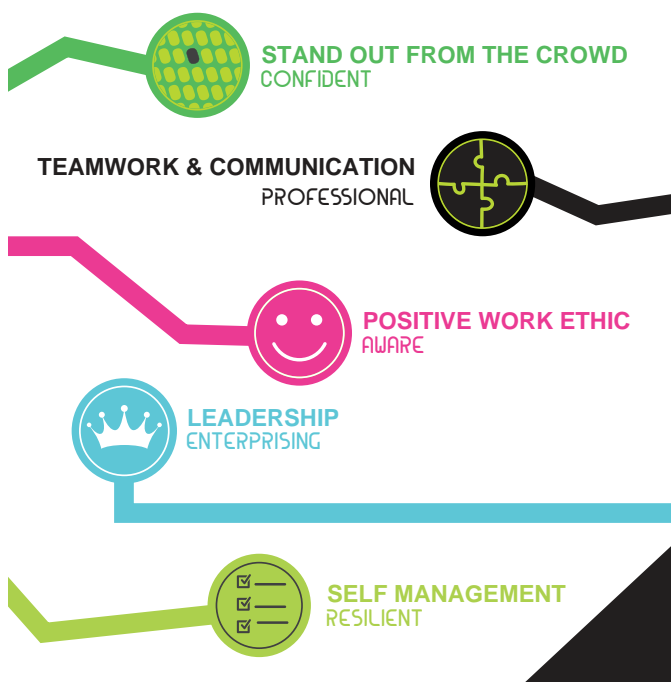 STAND OUT FROM THE CROWD
CONFIDENT
TEAMWORK & COMMUNICATION
PROFESSIONAL
POSITIVE WORK ETHIC
AWARE
LEADERSHIP
ENTERPRISING
SELF MANAGEMENT
RESILIENT